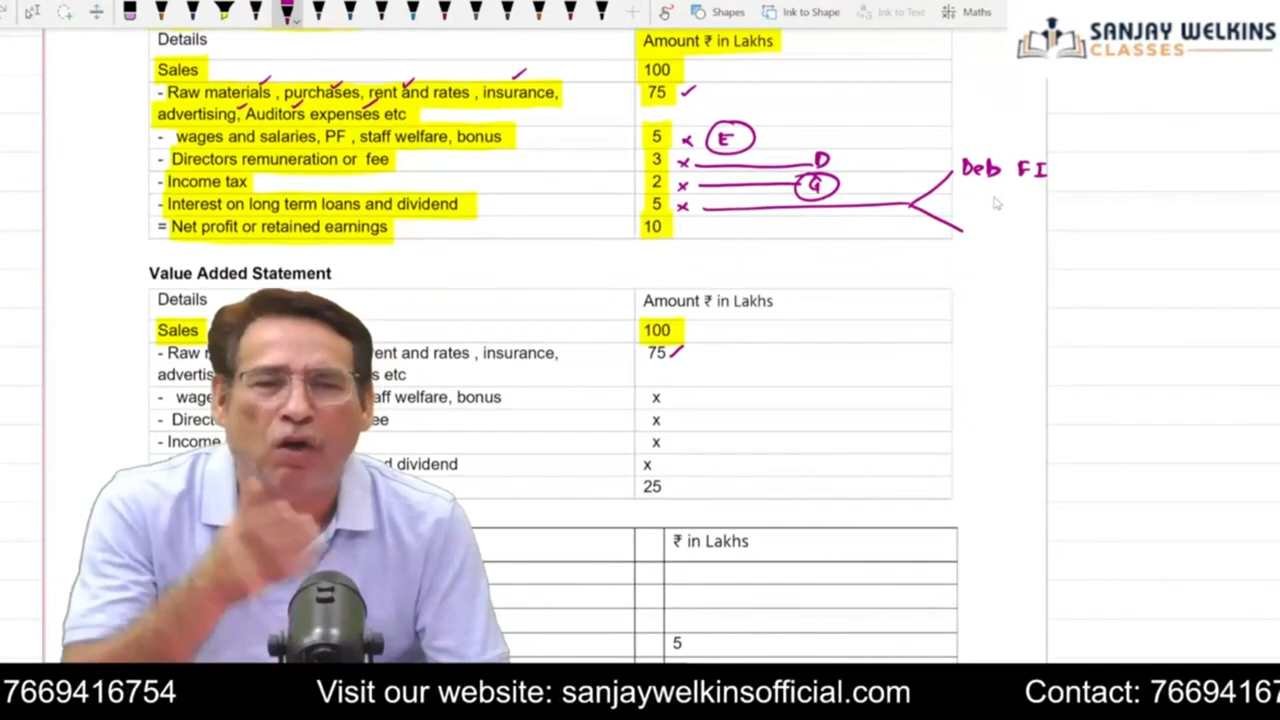 Shapes Ink to Shape Ink to Text Maths
SANJAY WELKINS
CLASSES
Details Amount ₹ in Lakhs
Sales 100
- Raw materials , purchases, rent and rates , insurance, 75
advertising, Auditors expenses etc
- wages and salaries, PF , staff welfare, bonus 5 x E
- Directors remuneration or fee 3 x D
- Income tax 2 x G
Deb FI
- Interest on long term loans and dividend 5 x
= Net profit or retained earnings 10
Value Added Statement
Details Amount ₹ in Lakhs
Sales 100
- Raw ent and rates , insurance, 75
advertis s etc
- wage aff welfare, bonus x
- Direct ee x
- Income x
d dividend x
25
₹ in Lakhs
5
7669416754 Visit our website: sanjaywelkinsofficial.com Contact: 7669416